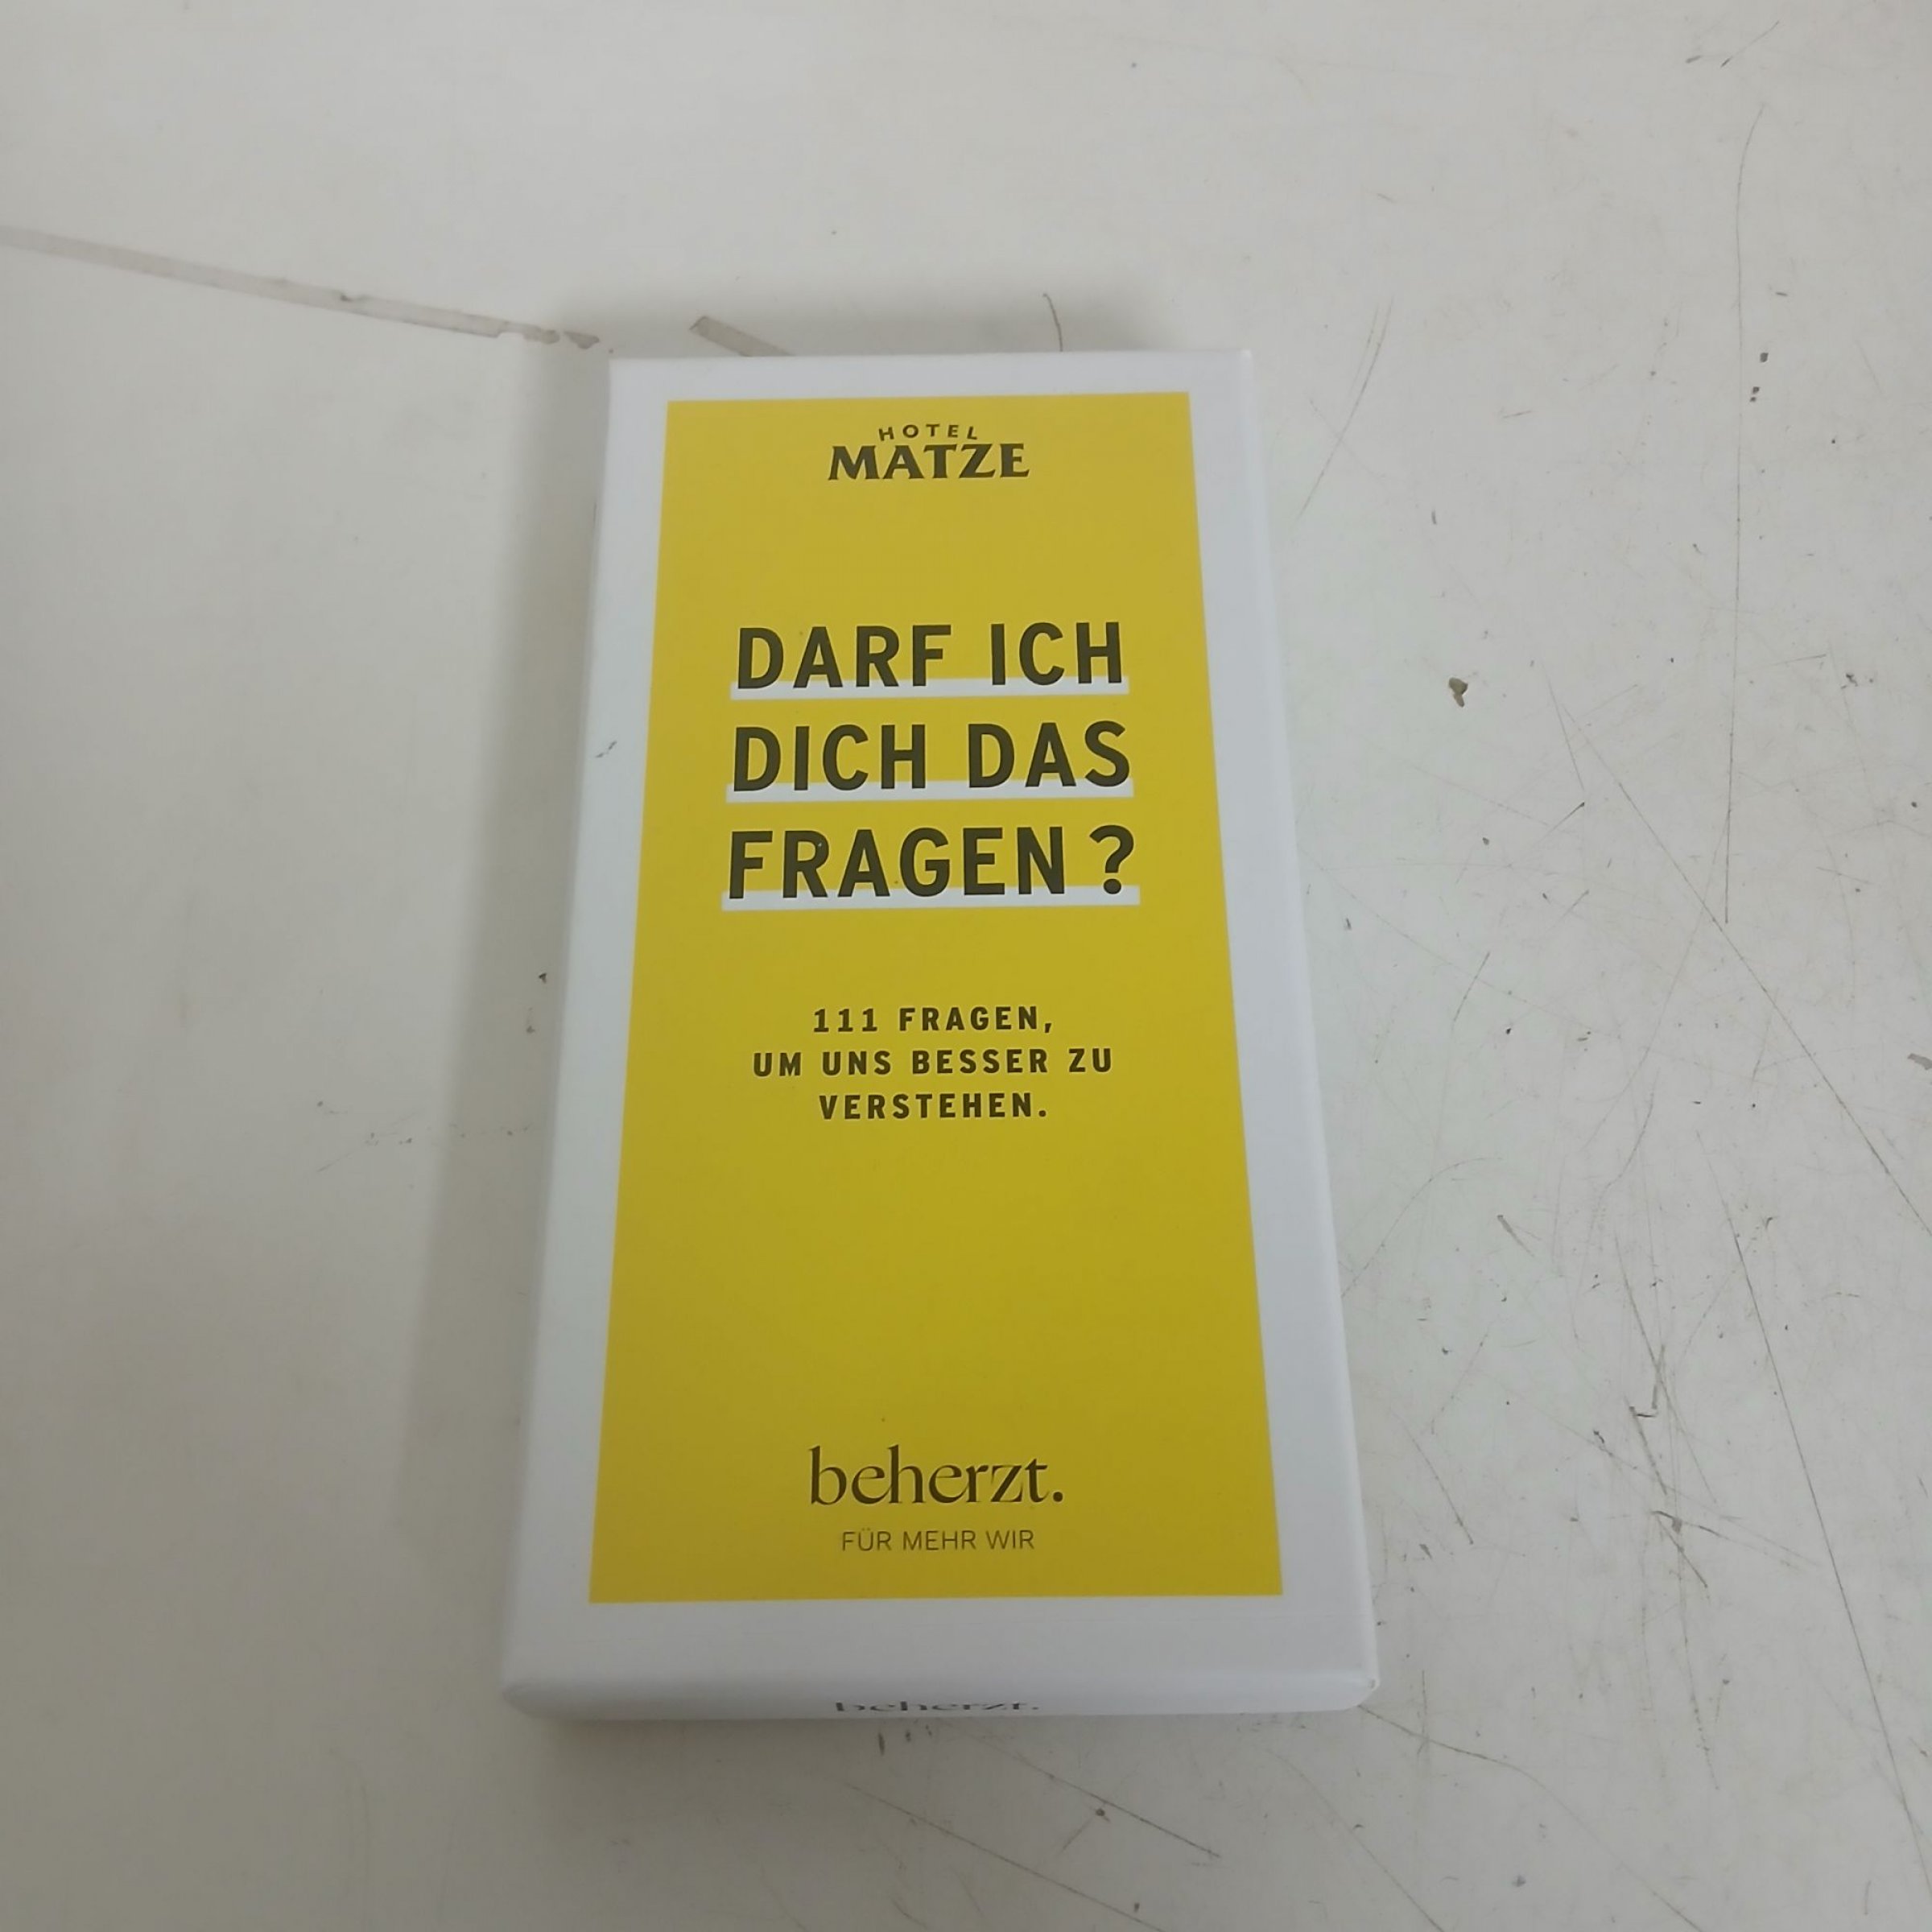 HOTEL
MATZE
DARF ICH
DICH DAS
FRAGEN?
111 FRAGEN,
UM UNS BESSER ZU
VERSTEHEN.
beherzt.
FÜR MEHR WIR
beherzt.